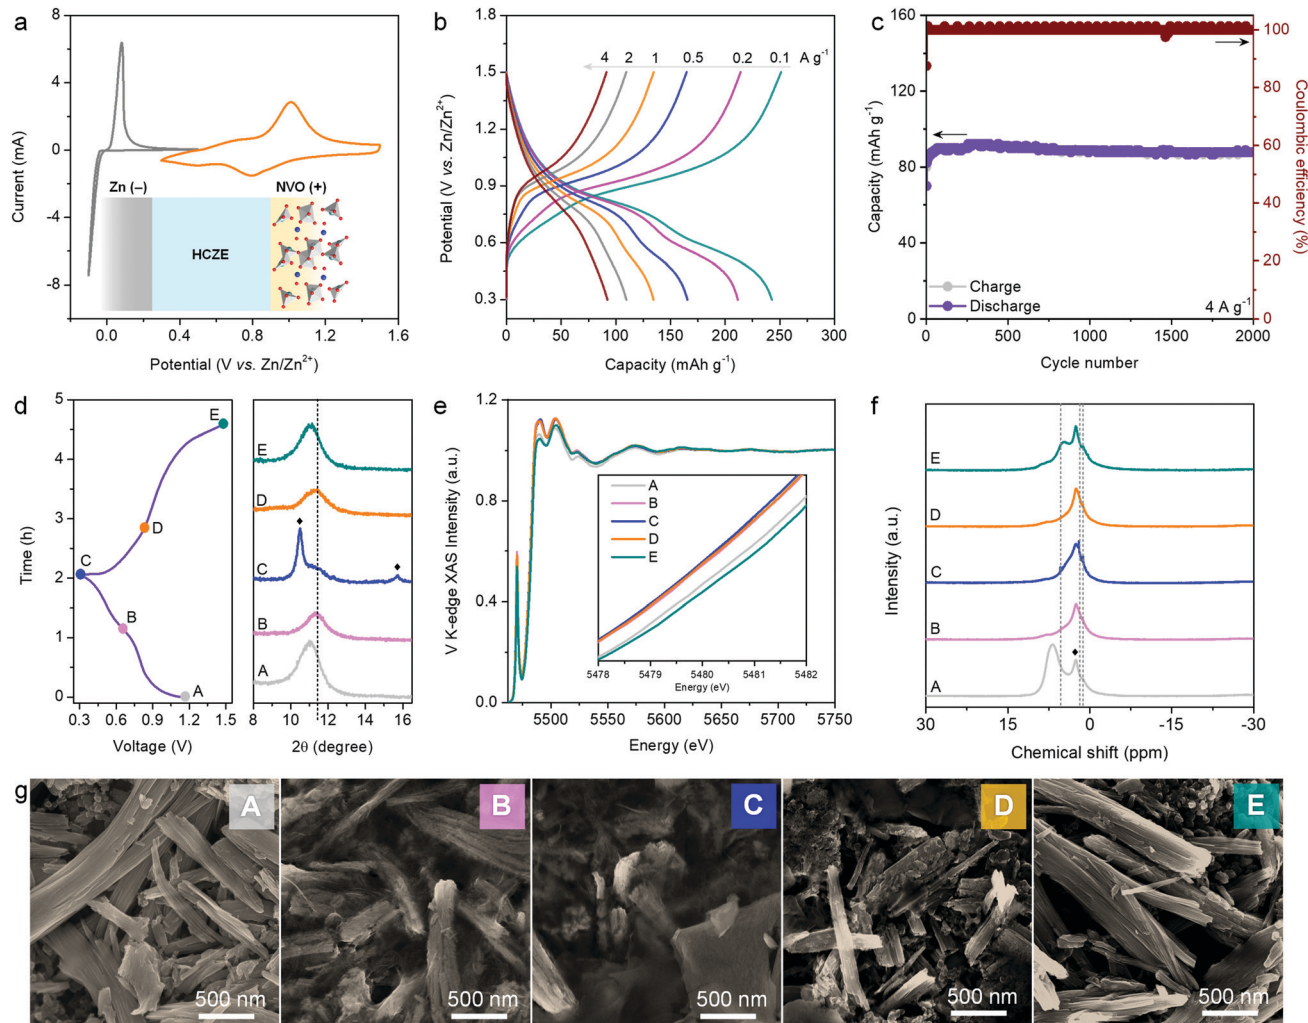 a
8
4
0
-4
-8
Current (mA)
Zn (–)
NVO (+)
HCZE
0.0
0.4
0.8
1.2
1.6
Potential (V vs. Zn/Zn²⁺)
b
1.8
1.5
1.2
0.9
0.6
0.3
Potential (V vs. Zn/Zn²⁺)
4 2 1 0.5 0.2 0.1 A g⁻¹
0 50 100 150 200 250 300
Capacity (mAh g⁻¹)
c
160
120
80
40
0
Capacity (mAh g⁻¹)
100
80
60
40
20
0
Coulombic
efficiency (%)
Charge
Discharge
4 A g⁻¹
0 500 1000 1500 2000
Cycle number
d
5
4
3
2
1
0
Time (h)
E
D
C
B
A
0.3 0.6 0.9 1.2 1.5
Voltage (V)
E
D
C
B
A
8 10 12 14 16
2θ (degree)
e
1.2
0.8
0.4
0.0
V K-edge XAS Intensity (a.u.)
A
B
C
D
E
5478 5479 5480 5481 5482
Energy (eV)
5500 5550 5600 5650 5700 5750
Energy (eV)
f
Intensity (a.u.)
E
D
C
B
A
30 15 0 -15 -30
Chemical shift (ppm)
g
A
500 nm
B
500 nm
C
500 nm
D
500 nm
E
500 nm